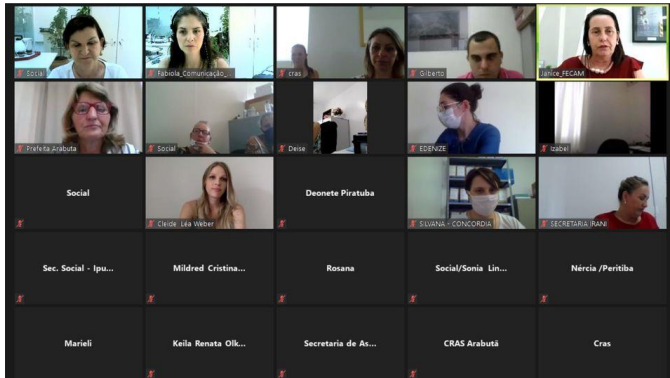 Social
Fabiola_Comunicação_...
cras
Gilberto
Janice_FECAM
Prefeita Arabuta
Social
Deise
EDENIZE
Izabel
Social
Cleide Léa Weber
Deonete Piratuba
SILVANA - CONCORDIA
SECRETARIA IRANI
Sec. Social - Ipu...
Mildred Cristina...
Rosana
Social/Sonia Lin...
Nércia /Peritiba
Marieli
Keila Renata Olk...
Secretaria de As...
CRAS Arabutã
Cras